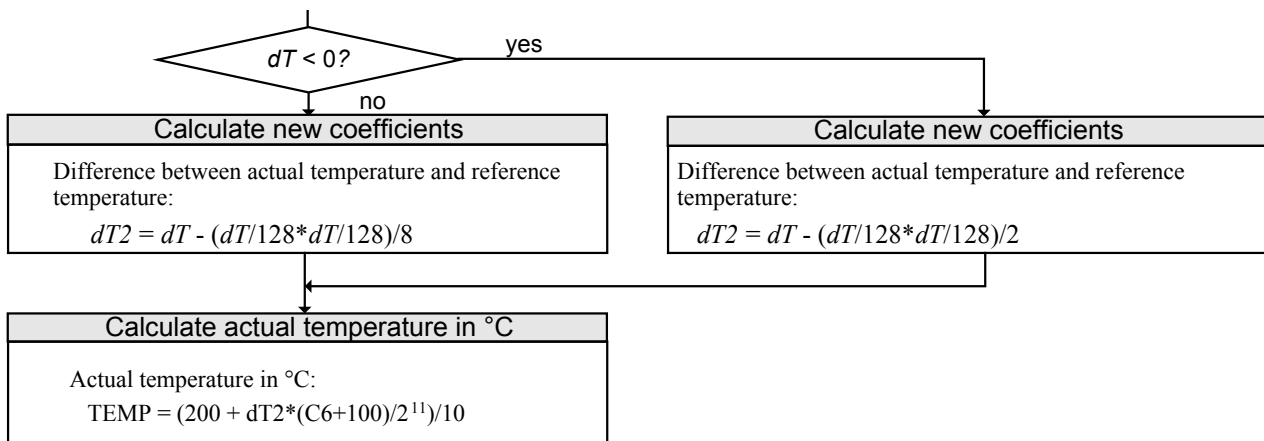 dT < 0?
yes
no
Calculate new coefficients
Difference between actual temperature and reference
temperature:
dT2 = dT - (dT/128*dT/128)/8
Calculate new coefficients
Difference between actual temperature and reference
temperature:
dT2 = dT - (dT/128*dT/128)/2
Calculate actual temperature in °C
Actual temperature in °C:
TEMP = (200 + dT2*(C6+100)/2¹¹)/10